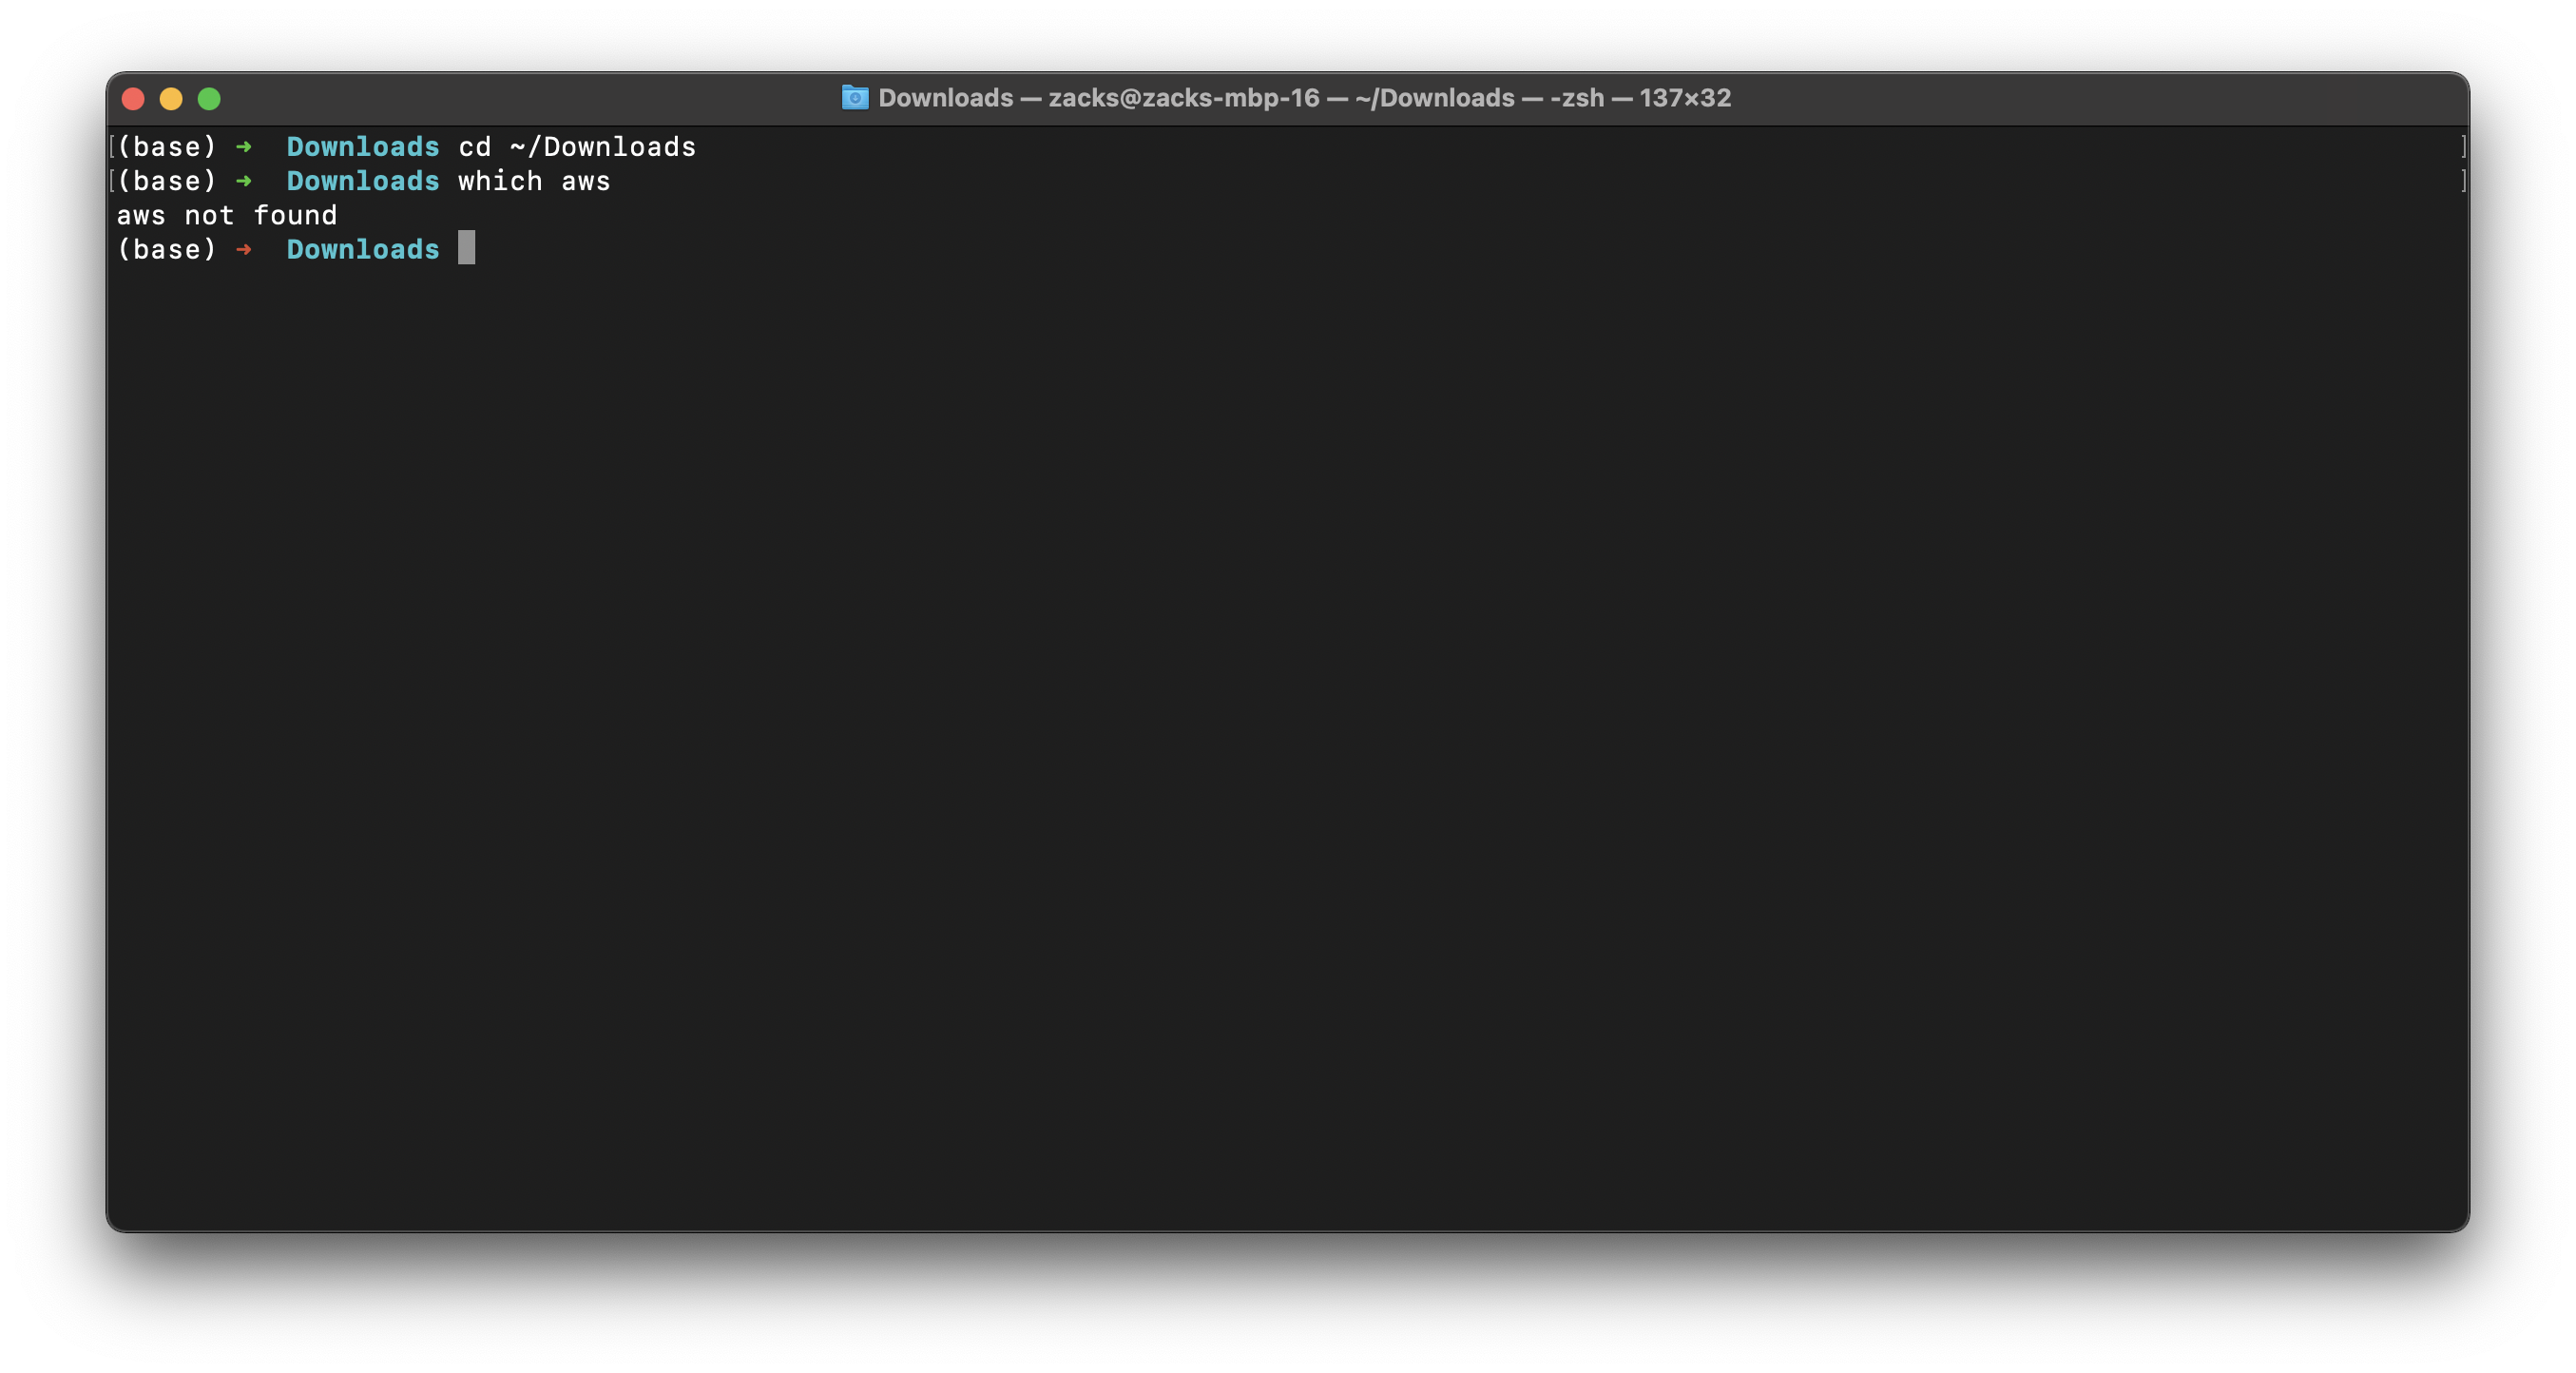 Downloads — zacks@zacks-mbp-16 — ~/Downloads — -zsh — 137×32
[(base) ➜  Downloads cd ~/Downloads ]
[(base) ➜  Downloads which aws ]
aws not found
(base) ➜  Downloads